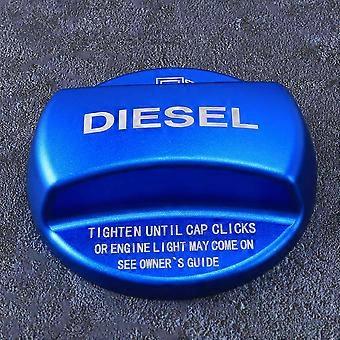 DIESEL
TIGHTEN UNTIL CAP CLICKS
OR ENGINE LIGHT MAY COME ON
SEE OWNER`S GUIDE